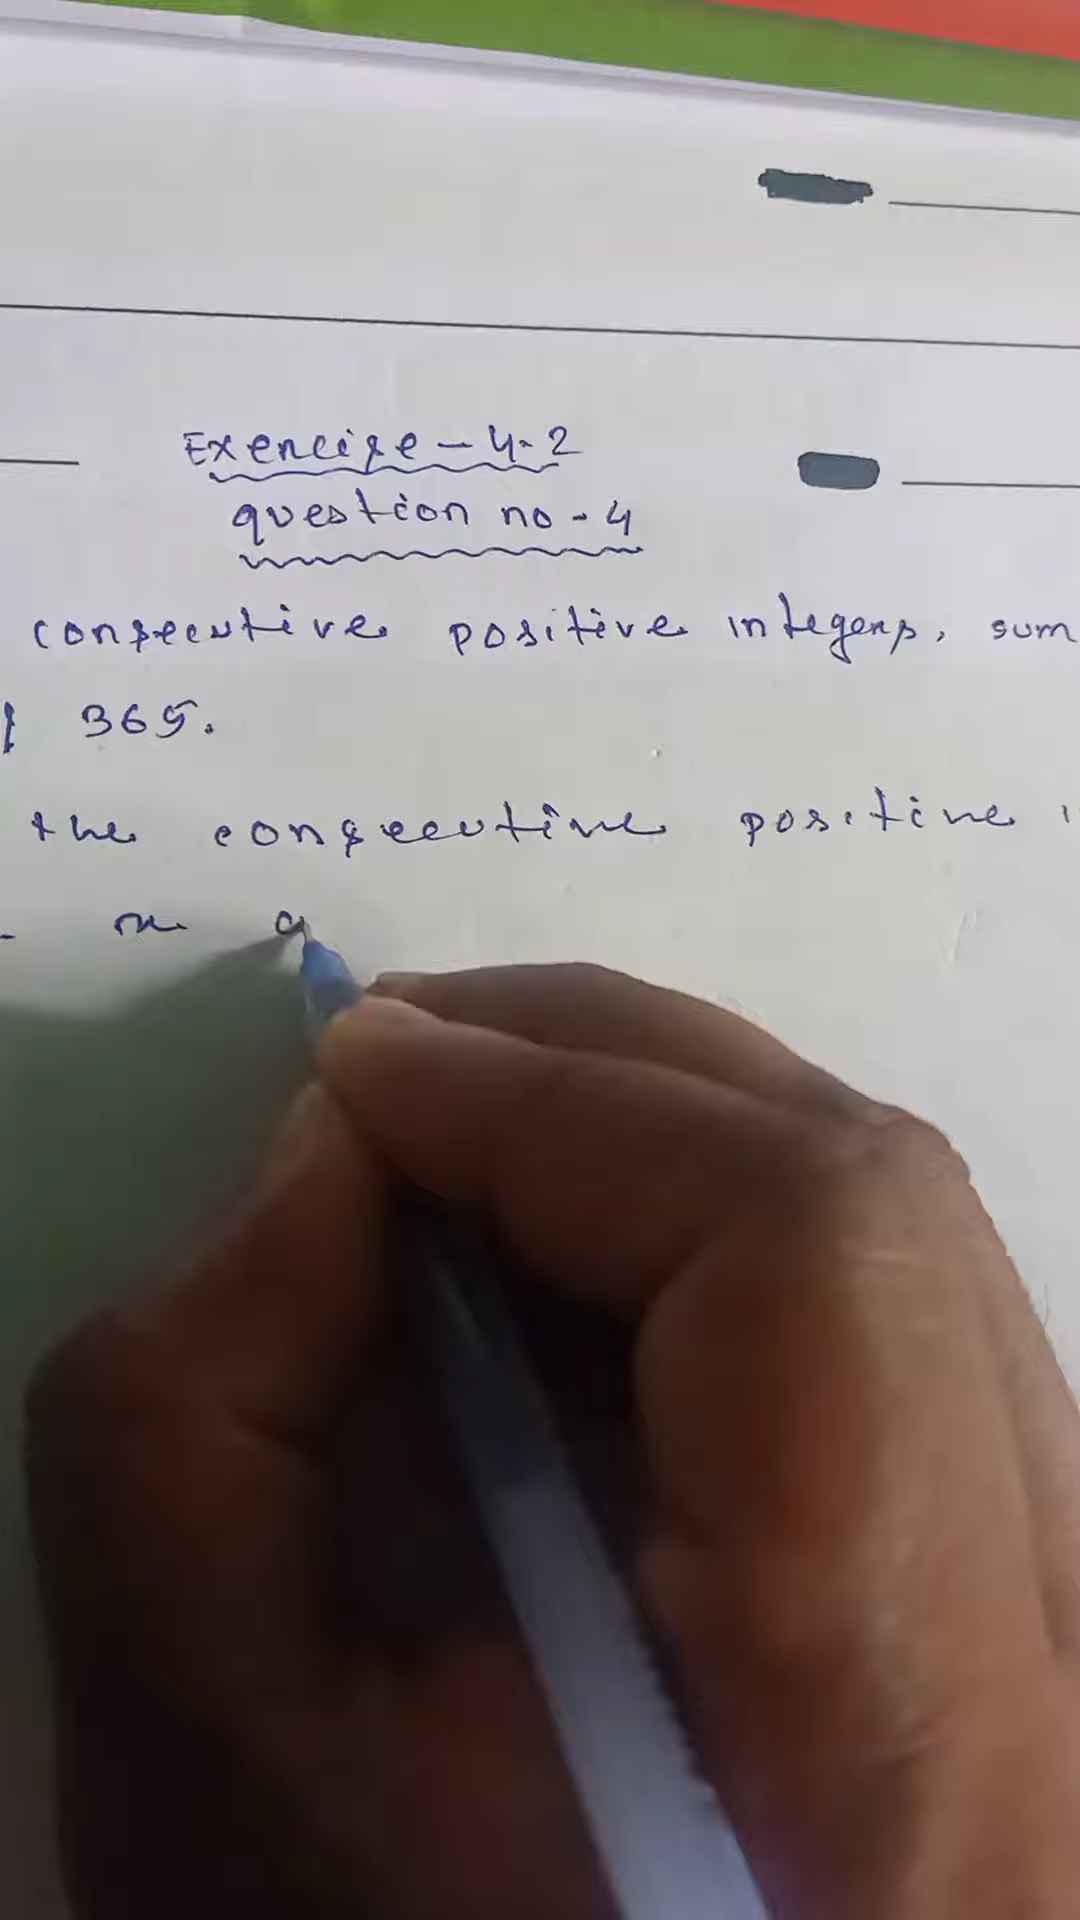 Exercise - 4.2
question no - 4
consecutive positive integers, sum
365.
the consecutive positive
x